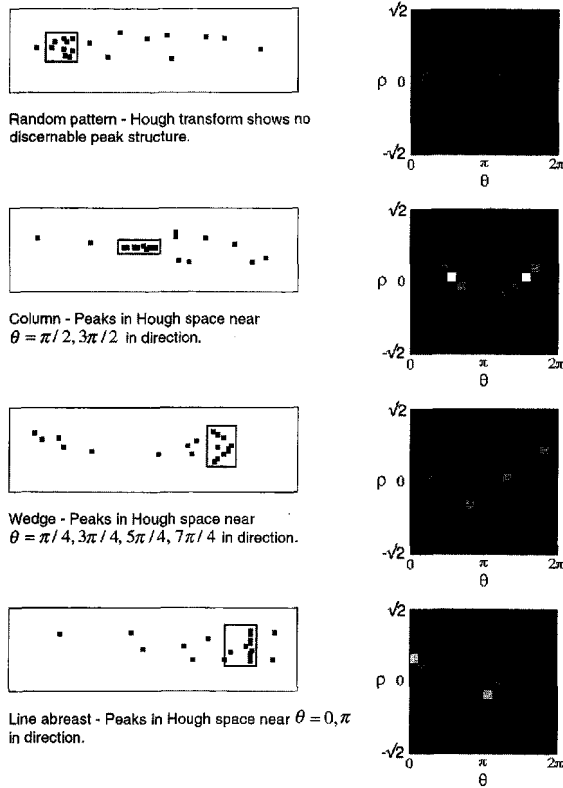 √2
ρ 0
-√2
0 π 2π
θ
Random pattern - Hough transform shows no
discernable peak structure.
√2
ρ 0
-√2
0 π 2π
θ
Column - Peaks in Hough space near
θ = π/2, 3π/2 in direction.
√2
ρ 0
-√2
0 π 2π
θ
Wedge - Peaks in Hough space near
θ = π/4, 3π/4, 5π/4, 7π/4 in direction.
√2
ρ 0
-√2
0 π 2π
θ
Line abreast - Peaks in Hough space near θ = 0, π
in direction.